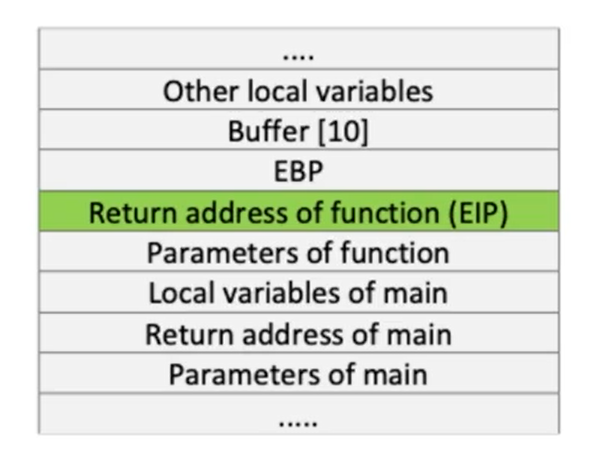 ....
Other local variables
Buffer [10]
EBP
Return address of function (EIP)
Parameters of function
Local variables of main
Return address of main
Parameters of main
.....